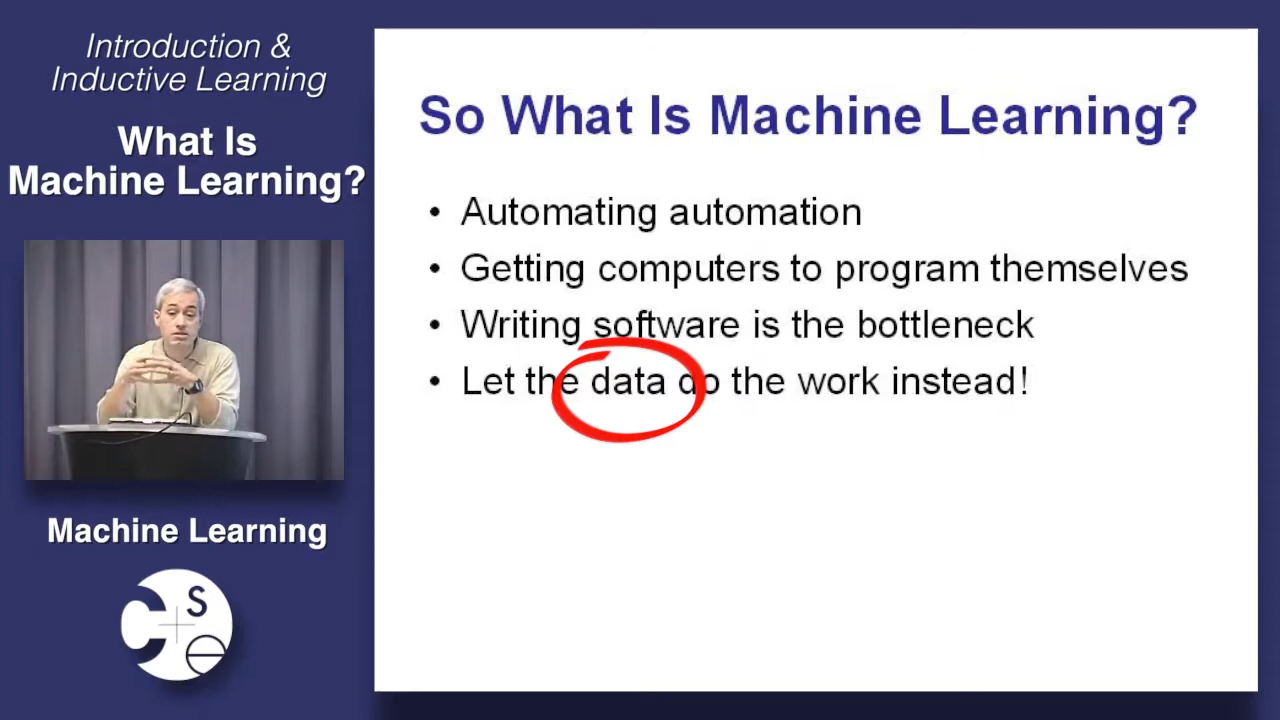 Introduction &
Inductive Learning
What Is
Machine Learning?
Machine Learning
C S e
So What Is Machine Learning?
• Automating automation
• Getting computers to program themselves
• Writing software is the bottleneck
• Let the data do the work instead!